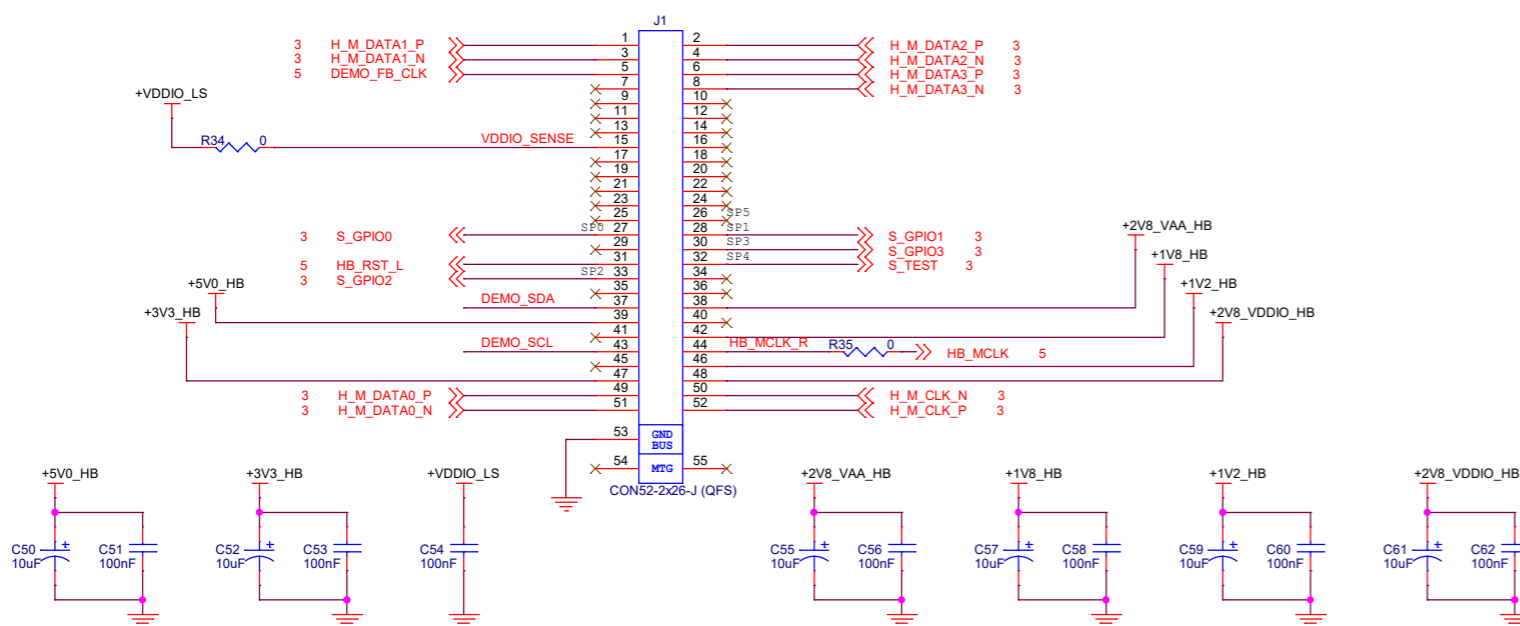 J1
3 H_M_DATA1_P 1 2 H_M_DATA2_P 3
3 H_M_DATA1_N 3 4 H_M_DATA2_N 3
5 DEMO_FB_CLK 5 6 H_M_DATA3_P 3
7 8 H_M_DATA3_N 3
+VDDIO_LS 9 10
11 12
13 14
R34 0 VDDIO_SENSE 15 16
17 18
19 20
21 22
23 24
25 26 SP5
3 S_GPIO0 SP0 27 28 SP1 S_GPIO1 3
29 30 SP3 S_GPIO3 3
5 HB_RST_L 31 32 SP4 S_TEST 3
3 S_GPIO2 SP2 33 34
35 36
DEMO_SDA 37 38 +2V8_VAA_HB
+5V0_HB 39 40
41 42 +1V8_HB
DEMO_SCL 43 44 HB_MCLK_R R35 0 HB_MCLK 5
45 46 +1V2_HB
+3V3_HB 47 48 +2V8_VDDIO_HB
3 H_M_DATA0_P 49 50 H_M_CLK_N 3
3 H_M_DATA0_N 51 52 H_M_CLK_P 3
53 GND
BUS
54 MTG 55
CON52-2x26-J (QFS)
+5V0_HB +3V3_HB +VDDIO_LS +2V8_VAA_HB +1V8_HB +1V2_HB +2V8_VDDIO_HB
C50 + C51 C52 + C53 C54 C55 + C56 C57 + C58 C59 + C60 C61 + C62
10uF 100nF 10uF 100nF 100nF 10uF 100nF 10uF 100nF 10uF 100nF 10uF 100nF